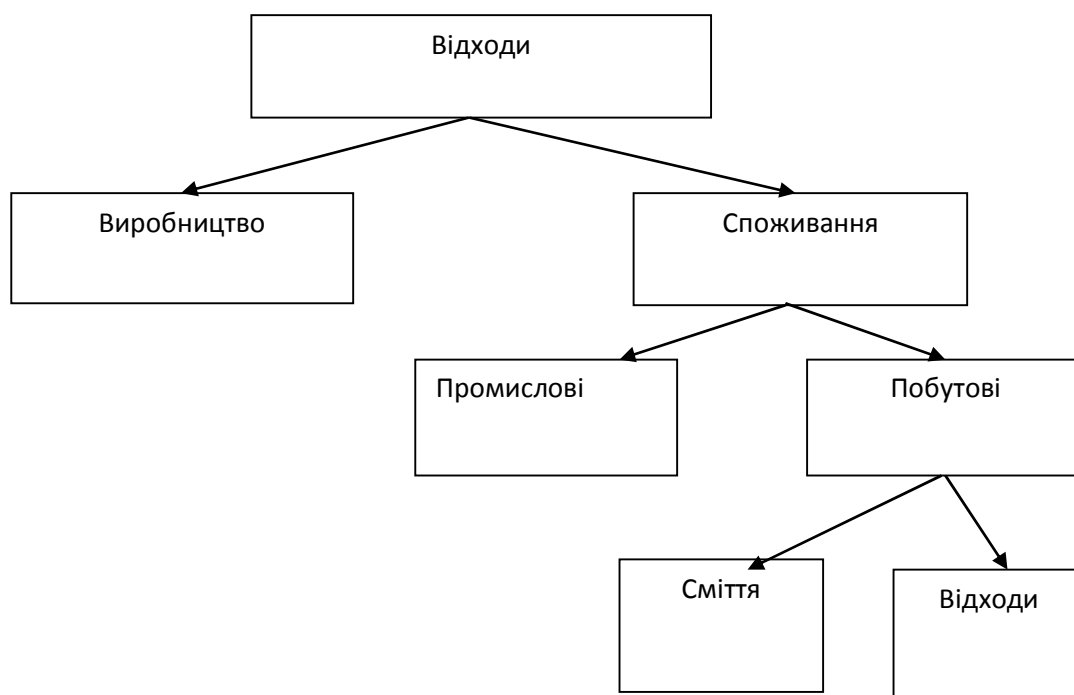 Відходи
Виробництво
Споживання
Промислові
Побутові
Сміття
Відходи